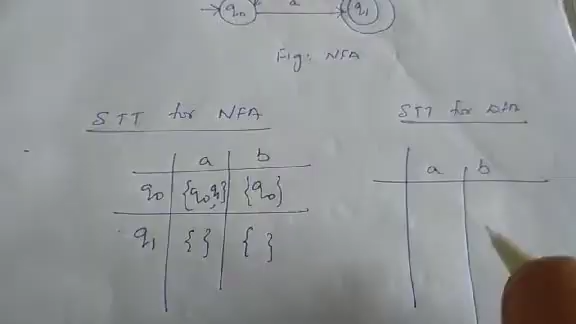 q0 a q1
Fig: NFA
STT for NFA
a b
q0 {q0,q1} {q0}
q1 { } { }
STT for DFA
a b